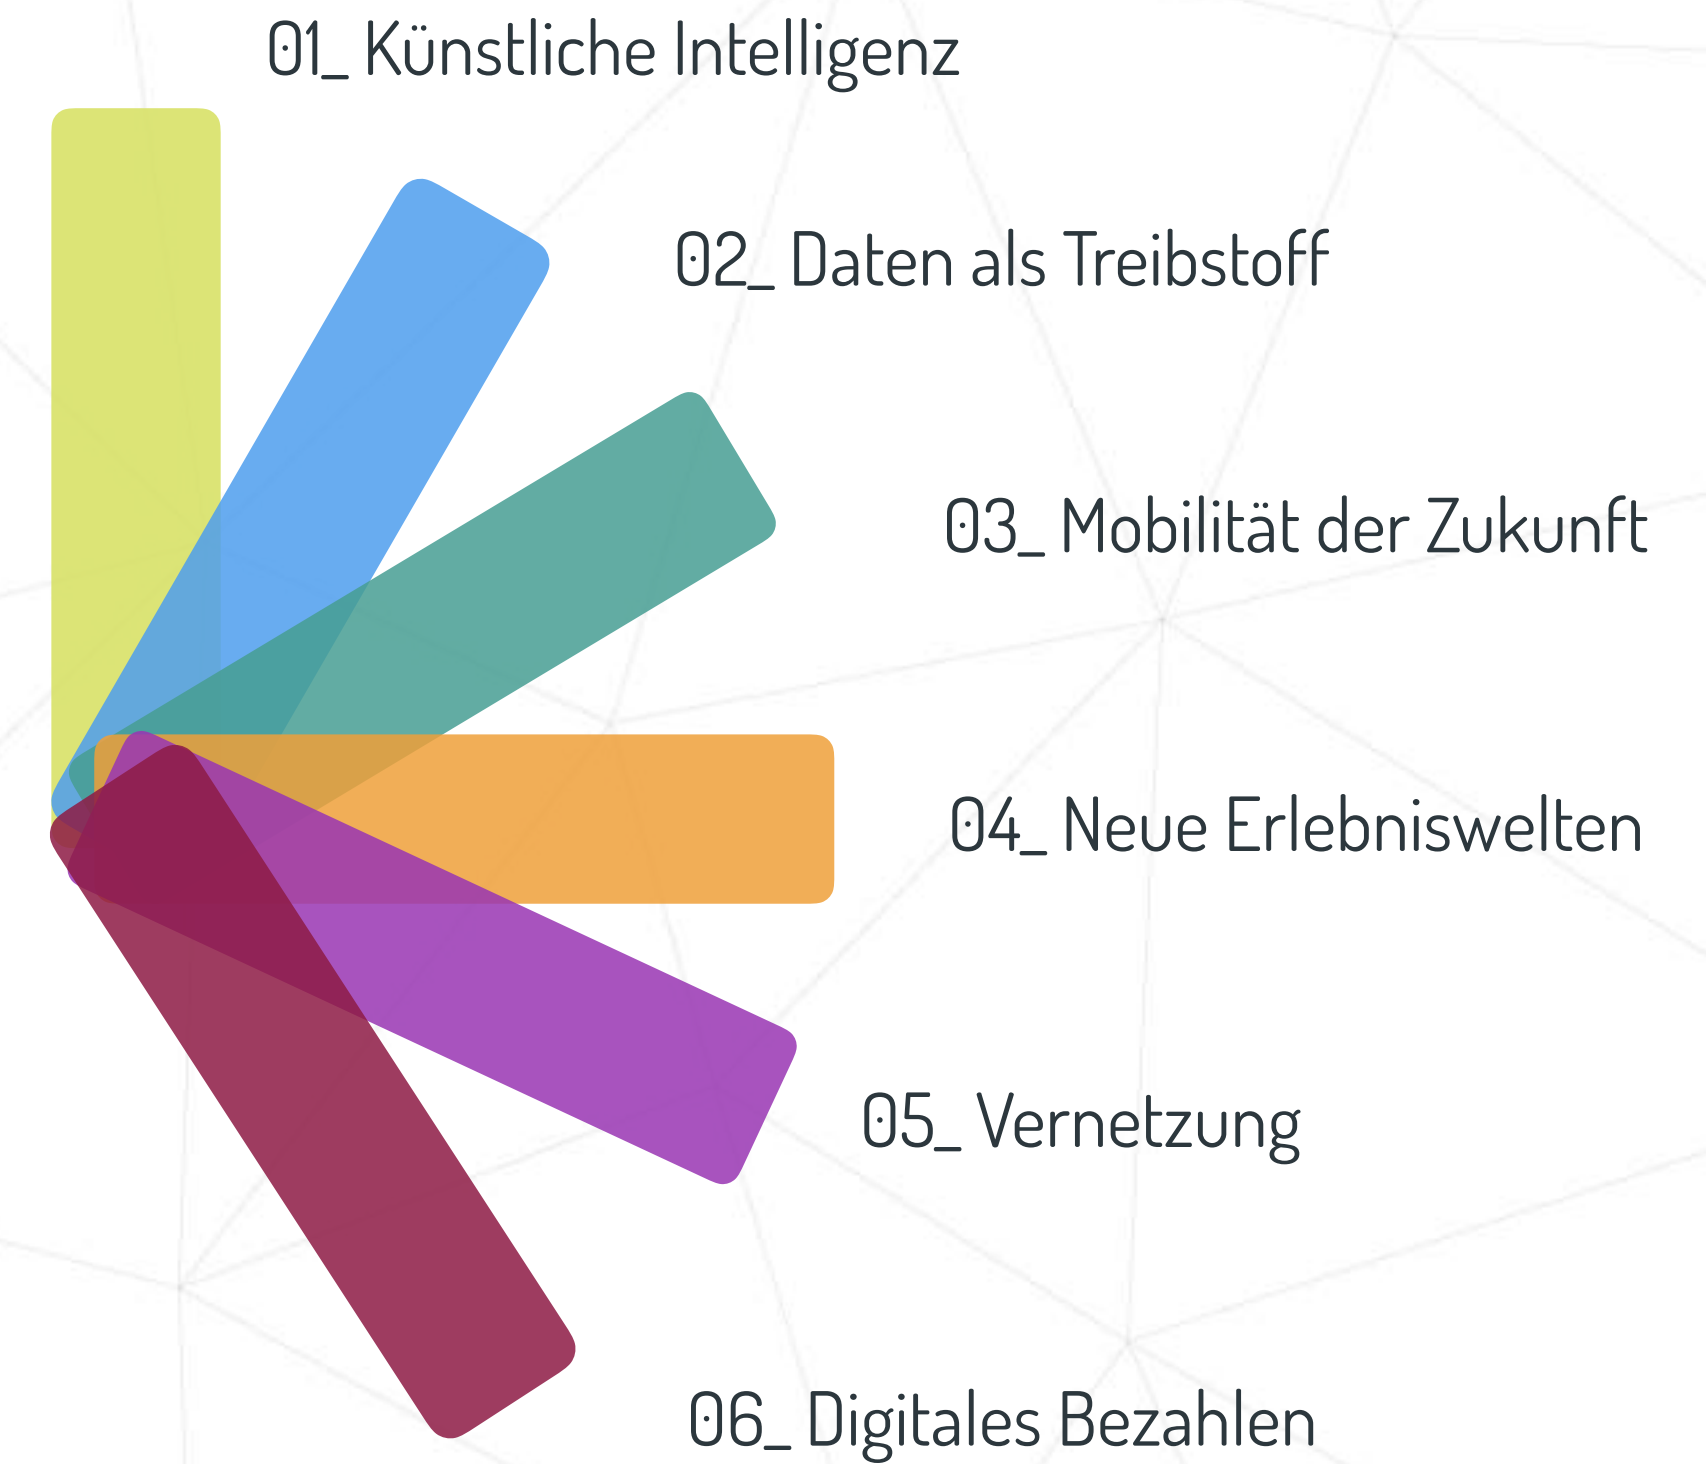 01_ Künstliche Intelligenz
02_ Daten als Treibstoff
03_ Mobilität der Zukunft
04_ Neue Erlebniswelten
05_ Vernetzung
06_ Digitales Bezahlen